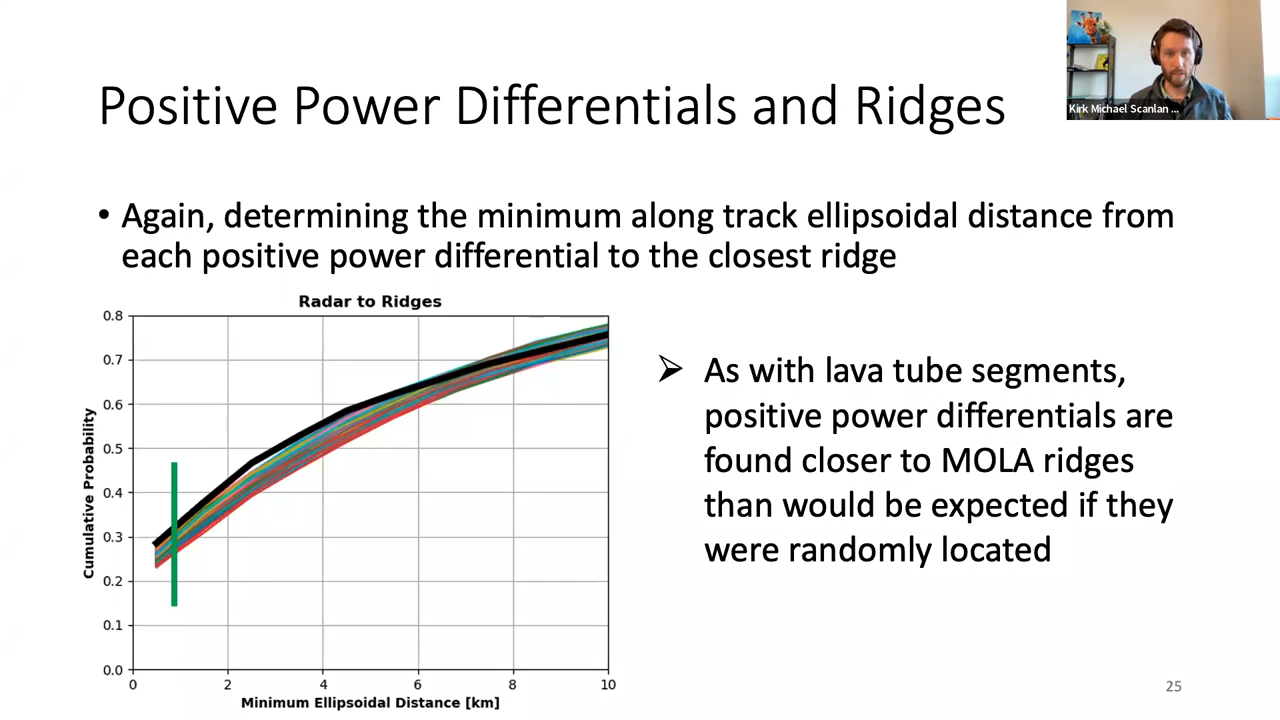 Positive Power Differentials and Ridges
Kirk Michael Scanlan ...
• Again, determining the minimum along track ellipsoidal distance from
each positive power differential to the closest ridge
Radar to Ridges
0.8
0.7
0.6
0.5
0.4
0.3
0.2
0.1
0.0
Cumulative Probability
0 2 4 6 8 10
Minimum Ellipsoidal Distance [km]
➢ As with lava tube segments,
positive power differentials are
found closer to MOLA ridges
than would be expected if they
were randomly located
25